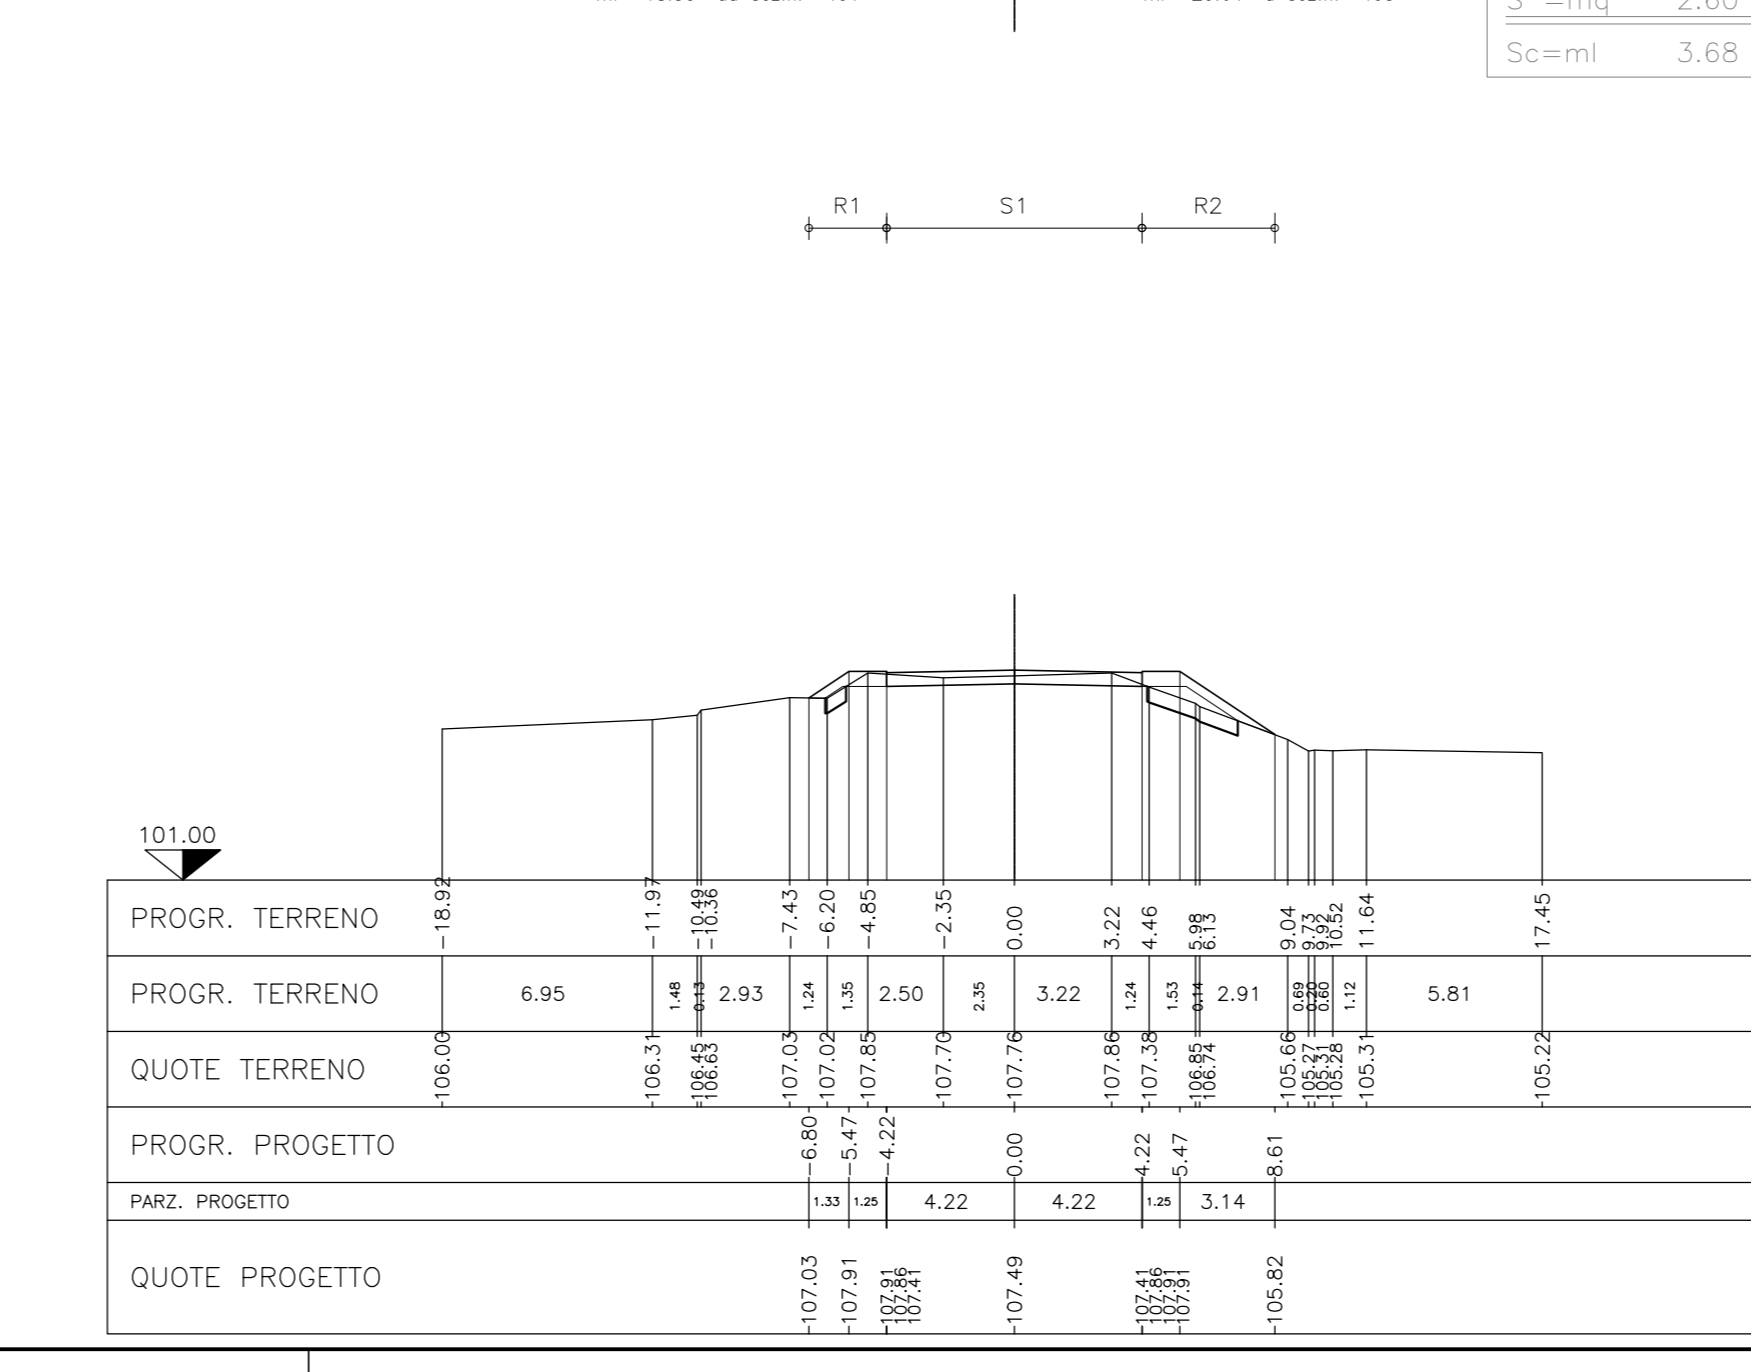 S =mq 2.60
Sc=ml 3.68
R1 S1 R2
101.00
PROGR. TERRENO -18.92 -11.97 -10.49 -10.36 -7.43 -6.20 -4.85 -2.35 0.00 3.22 4.46 5.98 6.13 9.04 9.73 9.92 10.52 11.64 17.45
PROGR. TERRENO 6.95 1.48 0.13 2.93 1.24 1.35 2.50 2.35 3.22 1.24 1.53 0.14 2.91 0.69 0.20 0.60 1.12 5.81
QUOTE TERRENO 106.00 106.31 106.45 106.63 107.03 107.02 107.85 107.70 107.76 107.86 107.38 106.85 106.74 105.66 105.27 105.31 105.28 105.31 105.22
PROGR. PROGETTO -6.80 -5.47 -4.22 0.00 4.22 5.47 8.61
PARZ. PROGETTO 1.33 1.25 4.22 4.22 1.25 3.14
QUOTE PROGETTO 107.03 107.91 107.91 107.86 107.41 107.49 107.41 107.86 107.91 107.91 105.82